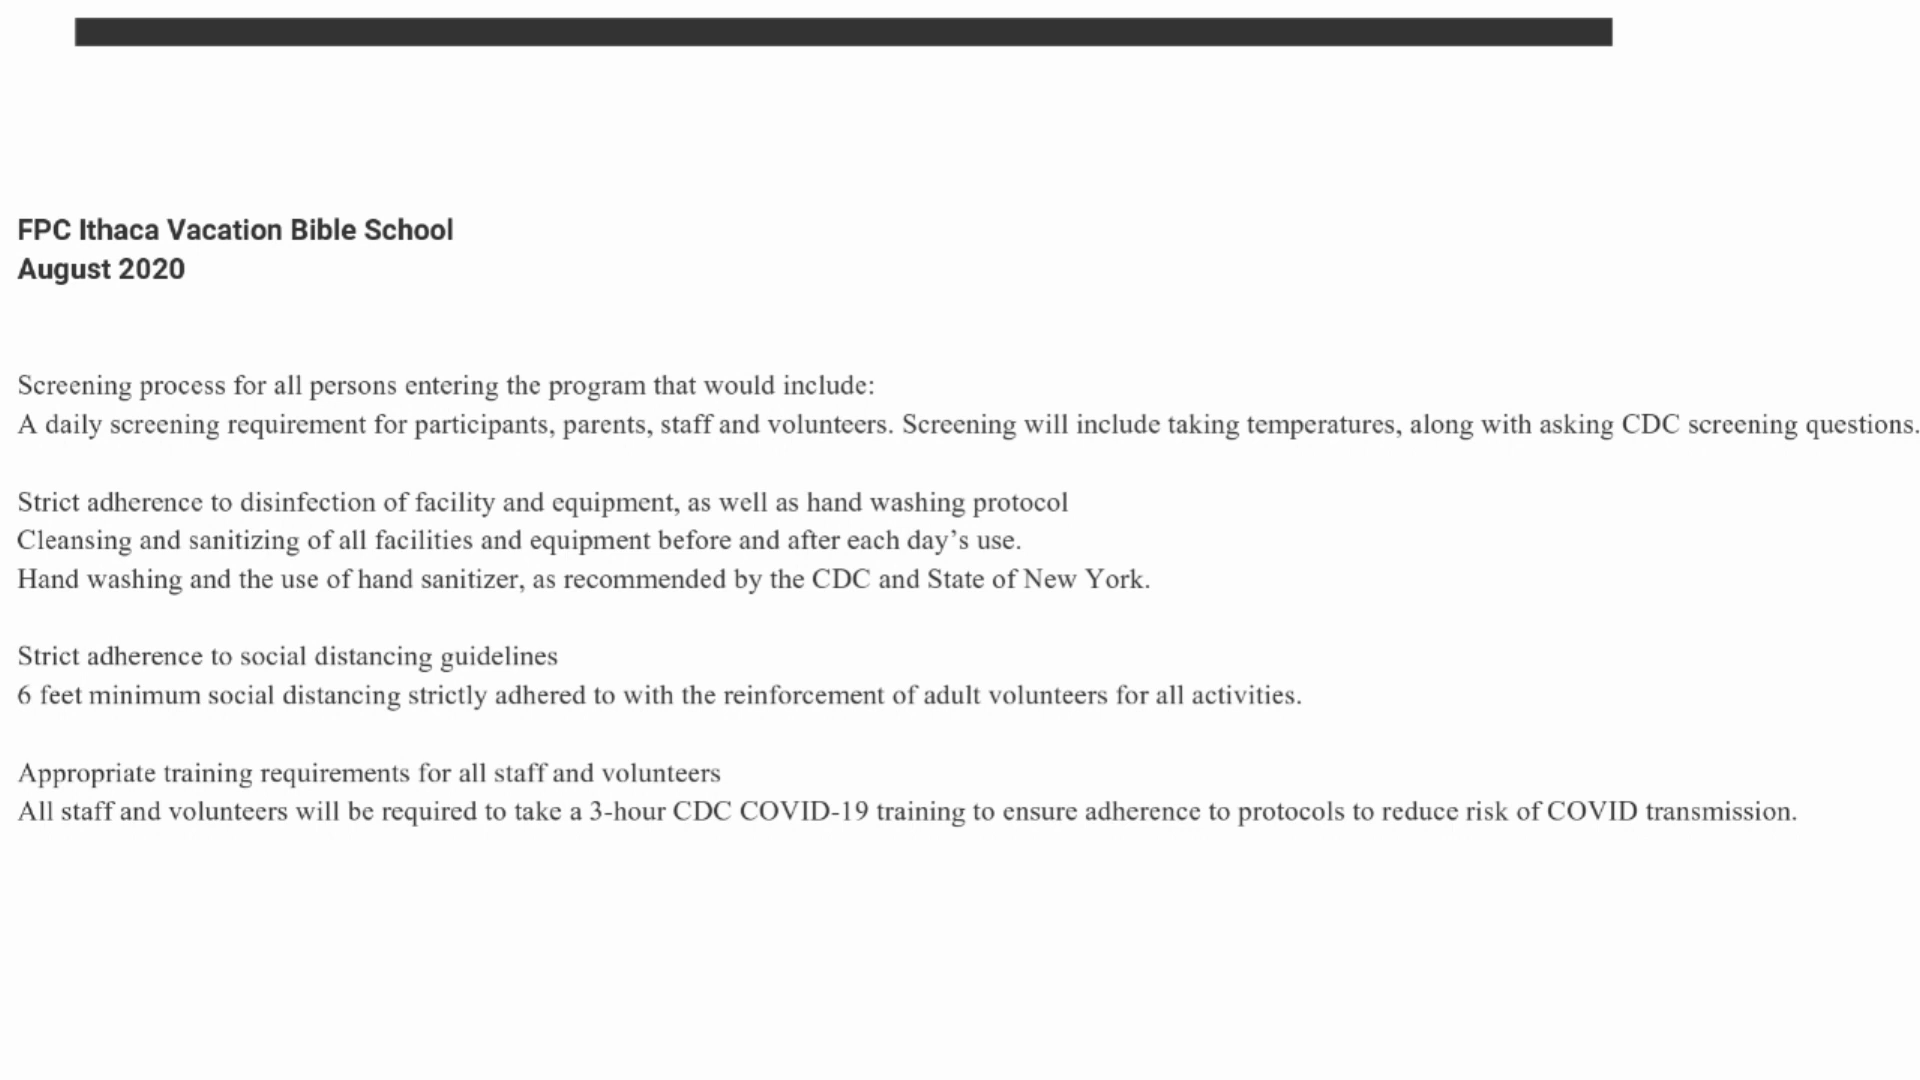 FPC Ithaca Vacation Bible School
August 2020
Screening process for all persons entering the program that would include:
A daily screening requirement for participants, parents, staff and volunteers. Screening will include taking temperatures, along with asking CDC screening questions.
Strict adherence to disinfection of facility and equipment, as well as hand washing protocol
Cleansing and sanitizing of all facilities and equipment before and after each day’s use.
Hand washing and the use of hand sanitizer, as recommended by the CDC and State of New York.
Strict adherence to social distancing guidelines
6 feet minimum social distancing strictly adhered to with the reinforcement of adult volunteers for all activities.
Appropriate training requirements for all staff and volunteers
All staff and volunteers will be required to take a 3-hour CDC COVID-19 training to ensure adherence to protocols to reduce risk of COVID transmission.